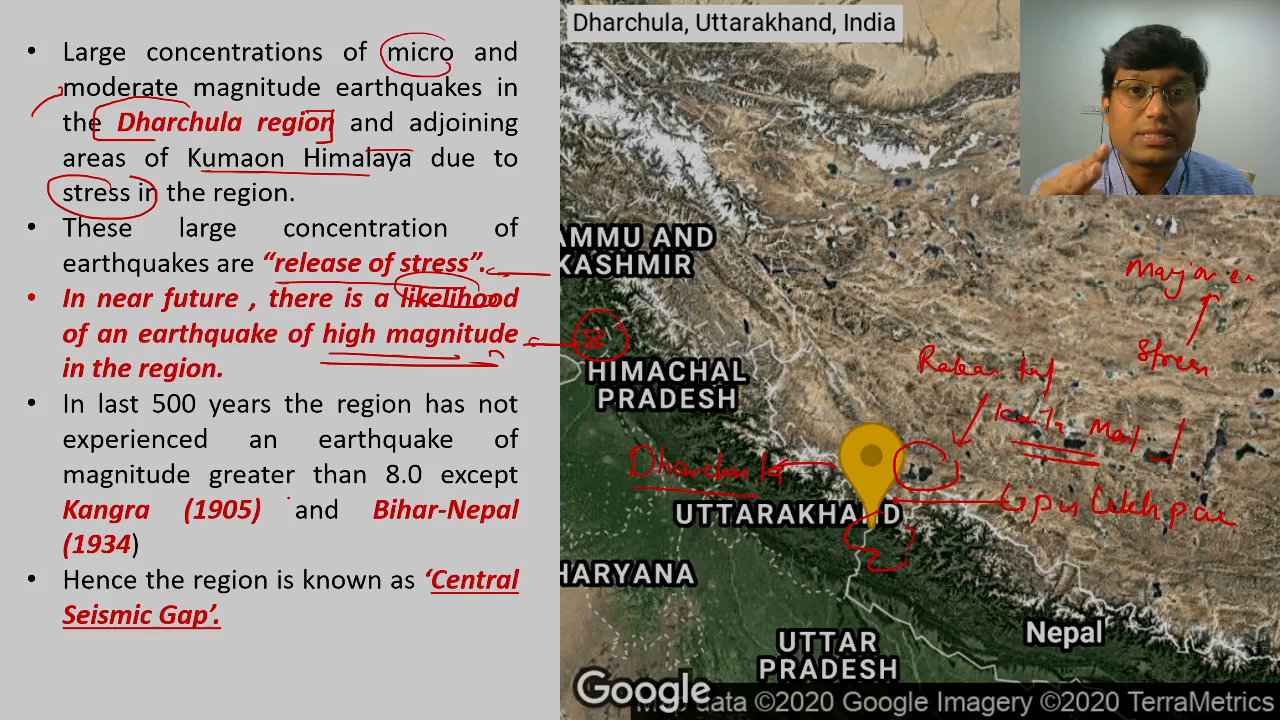 • Large concentrations of micro and
moderate magnitude earthquakes in
the Dharchula region and adjoining
areas of Kumaon Himalaya due to
stress in the region.
• These large concentration of
earthquakes are “release of stress”.
• In near future , there is a likelihood
of an earthquake of high magnitude
in the region.
• In last 500 years the region has not
experienced an earthquake of
magnitude greater than 8.0 except
Kangra (1905) and Bihar-Nepal
(1934)
• Hence the region is known as ‘Central
Seismic Gap’.
Dharchula, Uttarakhand, India
AMMU AND
KASHMIR
HIMACHAL
PRADESH
Major
Stress
Mail
Dharchula
UTTARAKHAND
Lipu Lekh
HARYANA
Nepal
UTTAR
PRADESH
Google
Map data ©2020 Google Imagery ©2020 TerraMetrics